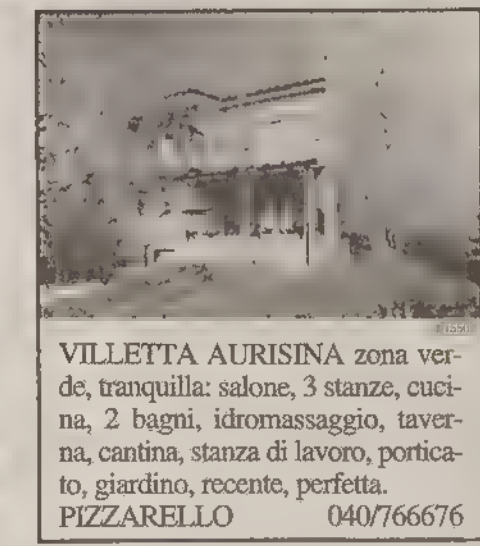 VILLETTA AURISINA zona ver-
de, tranquilla: salone, 3 stanze, cuci-
na, 2 bagni, idromassaggio, taver-
na, cantina, stanza di lavoro, portica-
to, giardino, recente, perfetta.
PIZZARELLO 040/766676